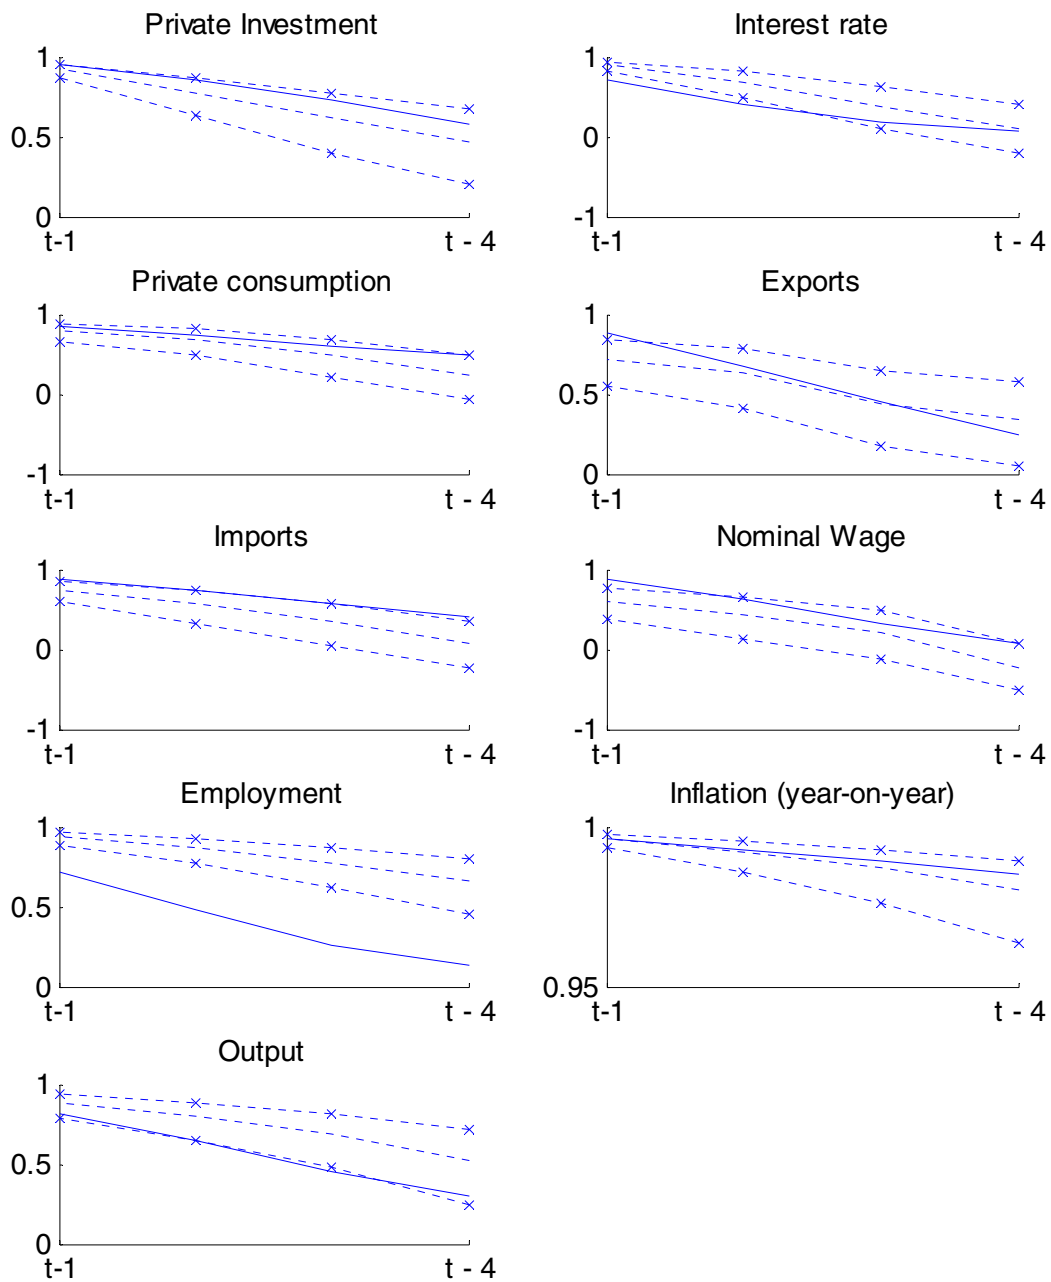 Private Investment
1
0.5
0
t-1
t - 4
Interest rate
1
0
-1
t-1
t - 4
Private consumption
1
0
-1
t-1
t - 4
Exports
1
0.5
0
t-1
t - 4
Imports
1
0
-1
t-1
t - 4
Nominal Wage
1
0
-1
t-1
t - 4
Employment
1
0.5
0
t-1
t - 4
Inflation (year-on-year)
1
0.95
t-1
t - 4
Output
1
0.5
0
t-1
t - 4